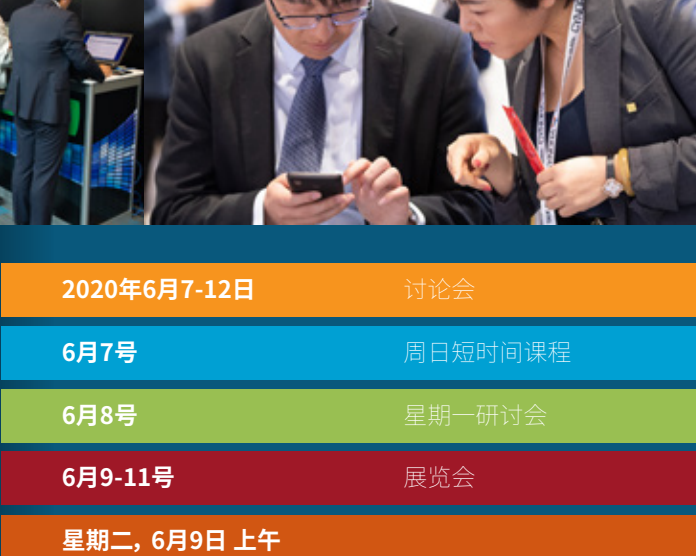 2020年6月7-12日 讨论会
6月7号 周日短时间课程
6月8号 星期一研讨会
6月9-11号 展览会
星期二, 6月9日 上午